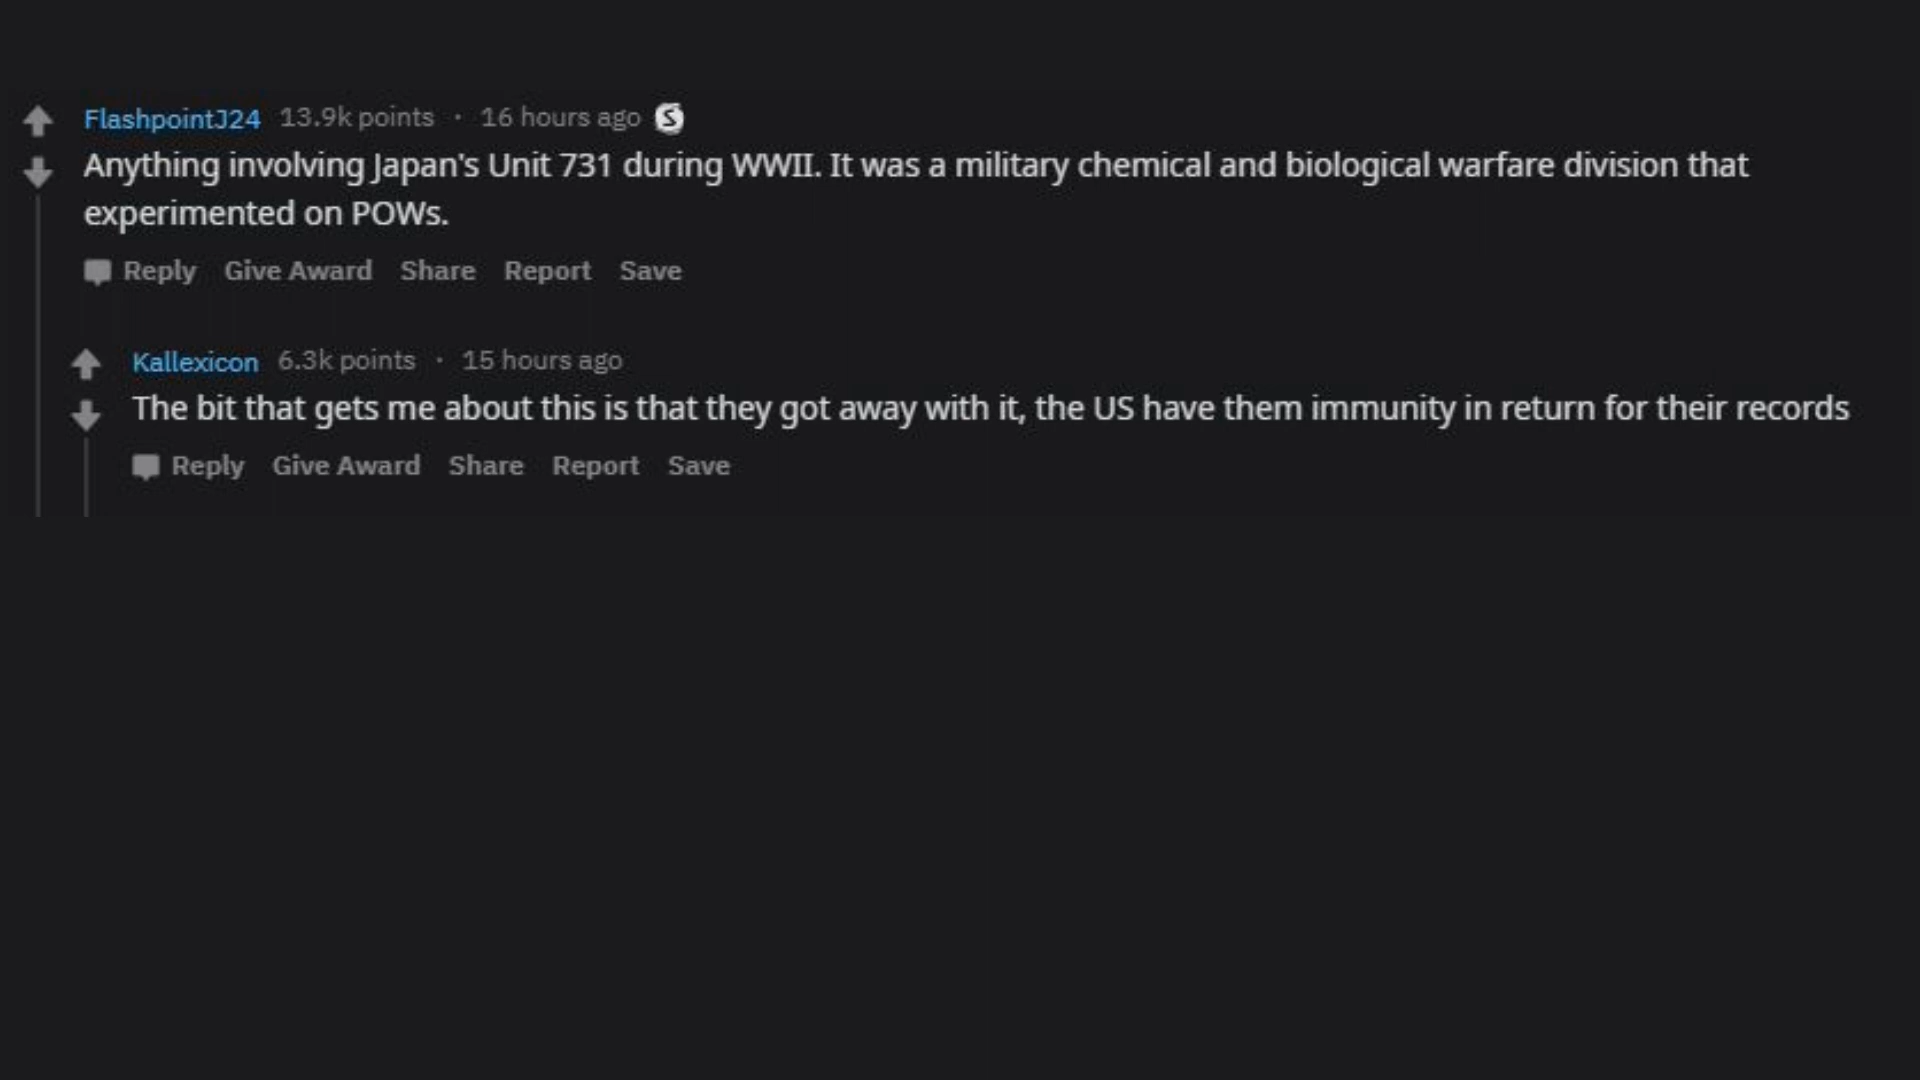 FlashpointJ24 13.9k points · 16 hours ago S
Anything involving Japan's Unit 731 during WWII. It was a military chemical and biological warfare division that
experimented on POWs.
Reply Give Award Share Report Save
Kallexicon 6.3k points · 15 hours ago
The bit that gets me about this is that they got away with it, the US have them immunity in return for their records
Reply Give Award Share Report Save